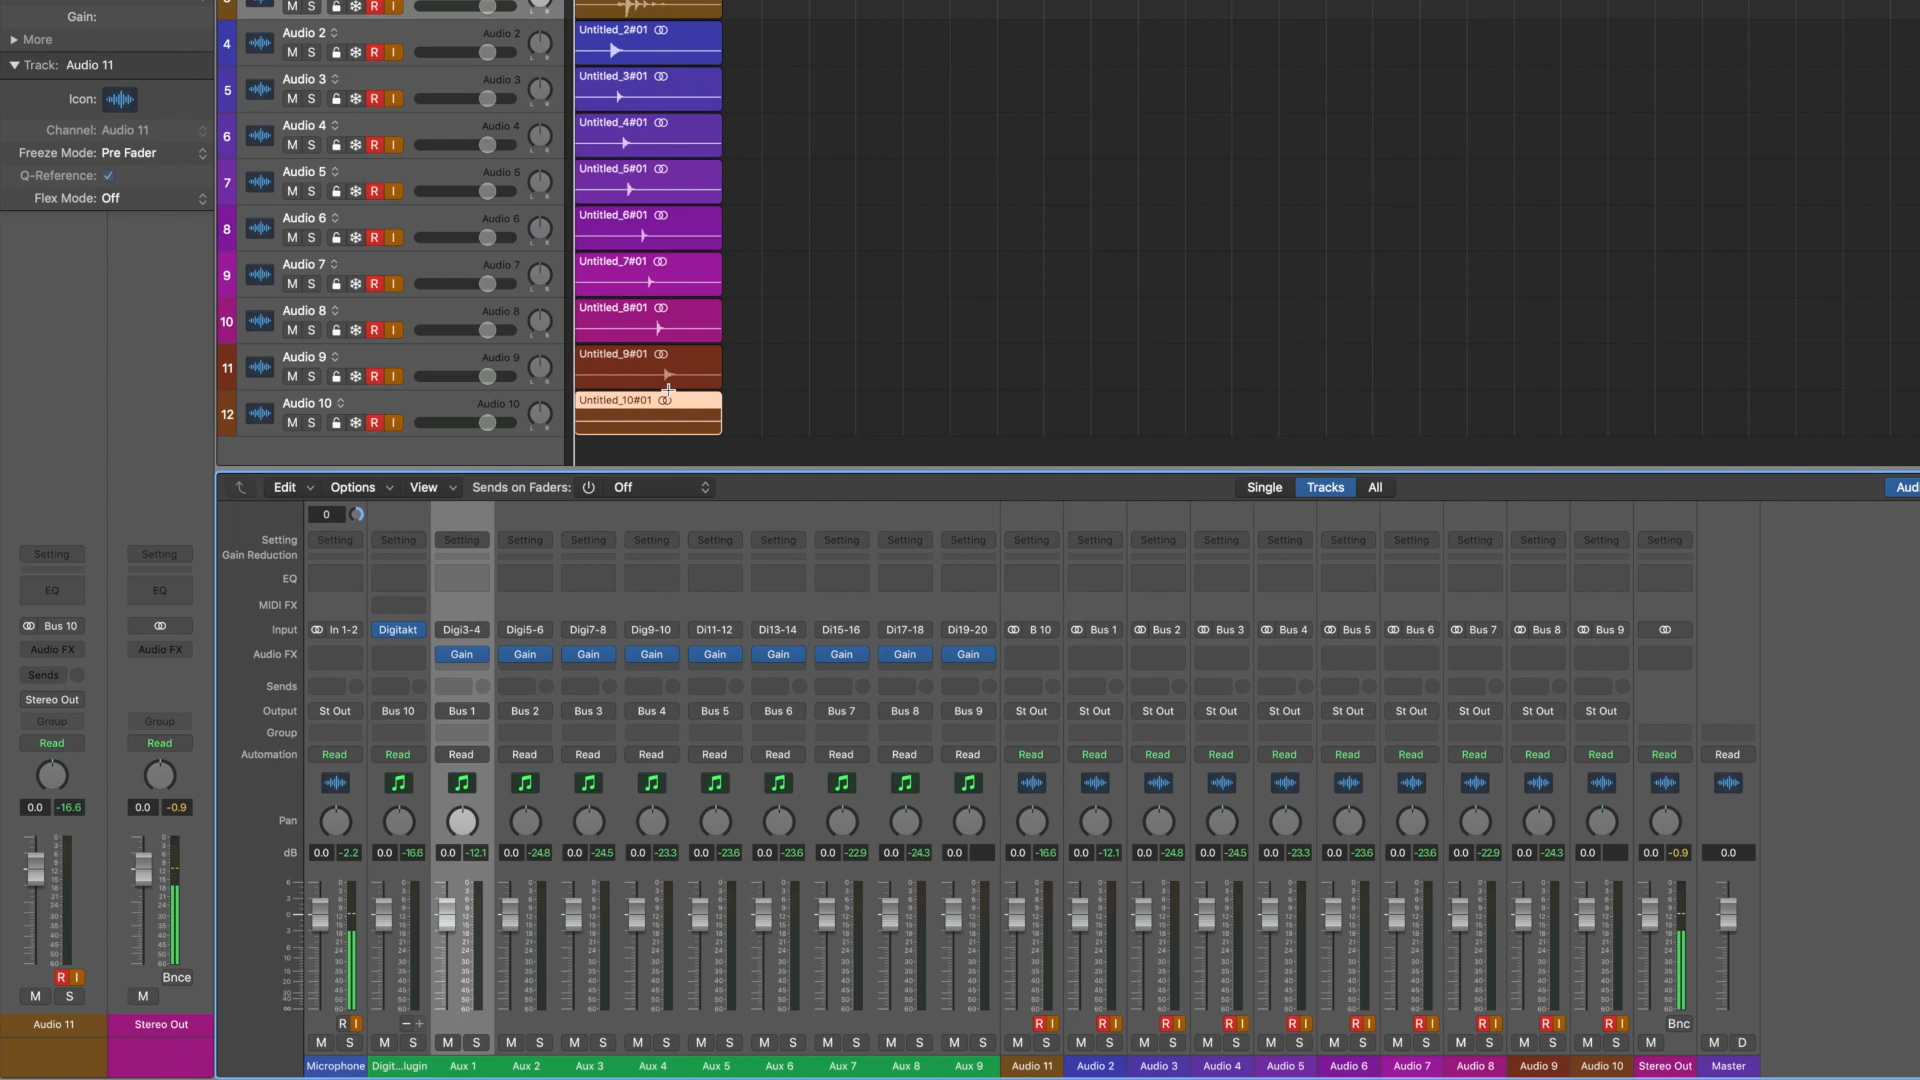 Gain:
More
Track: Audio 11
Icon:
Channel: Audio 11
Freeze Mode: Pre Fader
Q-Reference:
Flex Mode: Off
M S R I
4 Audio 2 Audio 2 M S R I Untitled_2#01
5 Audio 3 Audio 3 M S R I Untitled_3#01
6 Audio 4 Audio 4 M S R I Untitled_4#01
7 Audio 5 Audio 5 M S R I Untitled_5#01
8 Audio 6 Audio 6 M S R I Untitled_6#01
9 Audio 7 Audio 7 M S R I Untitled_7#01
10 Audio 8 Audio 8 M S R I Untitled_8#01
11 Audio 9 Audio 9 M S R I Untitled_9#01
12 Audio 10 Audio 10 M S R I Untitled_10#01
Edit Options View Sends on Faders: Off Single Tracks All Audi
0
Setting Setting Setting Setting Setting Setting Setting Setting Setting Setting Setting Setting Setting Setting Setting Setting Setting Setting Setting Setting Setting Setting Setting
Gain Reduction
EQ
MIDI FX
Input In 1-2 Digitakt Digi3-4 Digi5-6 Digi7-8 Dig9-10 Di11-12 Di13-14 Di15-16 Di17-18 Di19-20 B 10 Bus 1 Bus 2 Bus 3 Bus 4 Bus 5 Bus 6 Bus 7 Bus 8 Bus 9
Audio FX Gain Gain Gain Gain Gain Gain Gain Gain Gain
Sends
Output St Out Bus 10 Bus 1 Bus 2 Bus 3 Bus 4 Bus 5 Bus 6 Bus 7 Bus 8 Bus 9 St Out St Out St Out St Out St Out St Out St Out St Out St Out St Out
Group
Automation Read Read Read Read Read Read Read Read Read Read Read Read Read Read Read Read Read Read Read Read Read Read Read
Pan
dB 0.0 -2.2 0.0 -16.6 0.0 -12.1 0.0 -24.8 0.0 -24.5 0.0 -23.3 0.0 -23.6 0.0 -23.6 0.0 -22.9 0.0 -24.3 0.0 0.0 -16.6 0.0 -12.1 0.0 -24.8 0.0 -24.5 0.0 -23.3 0.0 -23.6 0.0 -23.6 0.0 -22.9 0.0 -24.3 0.0 0.0 -0.9 0.0
R I R I R I R I R I R I R I R I R I R I R I Bnc
M S M S M S M S M S M S M S M S M S M S M S M S M S M S M S M S M S M S M S M S M S M M D
Microphone Digit...lugin Aux 1 Aux 2 Aux 3 Aux 4 Aux 5 Aux 6 Aux 7 Aux 8 Aux 9 Audio 11 Audio 2 Audio 3 Audio 4 Audio 5 Audio 6 Audio 7 Audio 8 Audio 9 Audio 10 Stereo Out Master
Setting Setting
EQ EQ
Bus 10
Audio FX Audio FX
Sends
Stereo Out
Group Group
Read Read
0.0 -16.6 0.0 -0.9
R I Bnce
M S M
Audio 11 Stereo Out